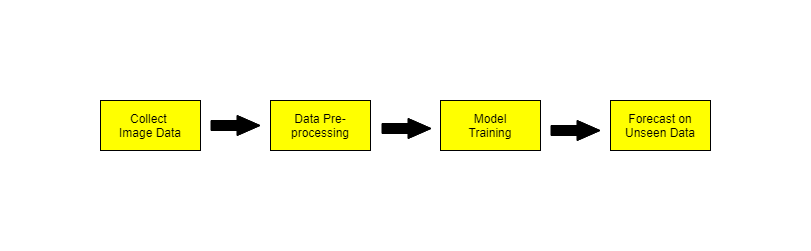 Collect
Image Data
Data Pre-
processing
Model
Training
Forecast on
Unseen Data